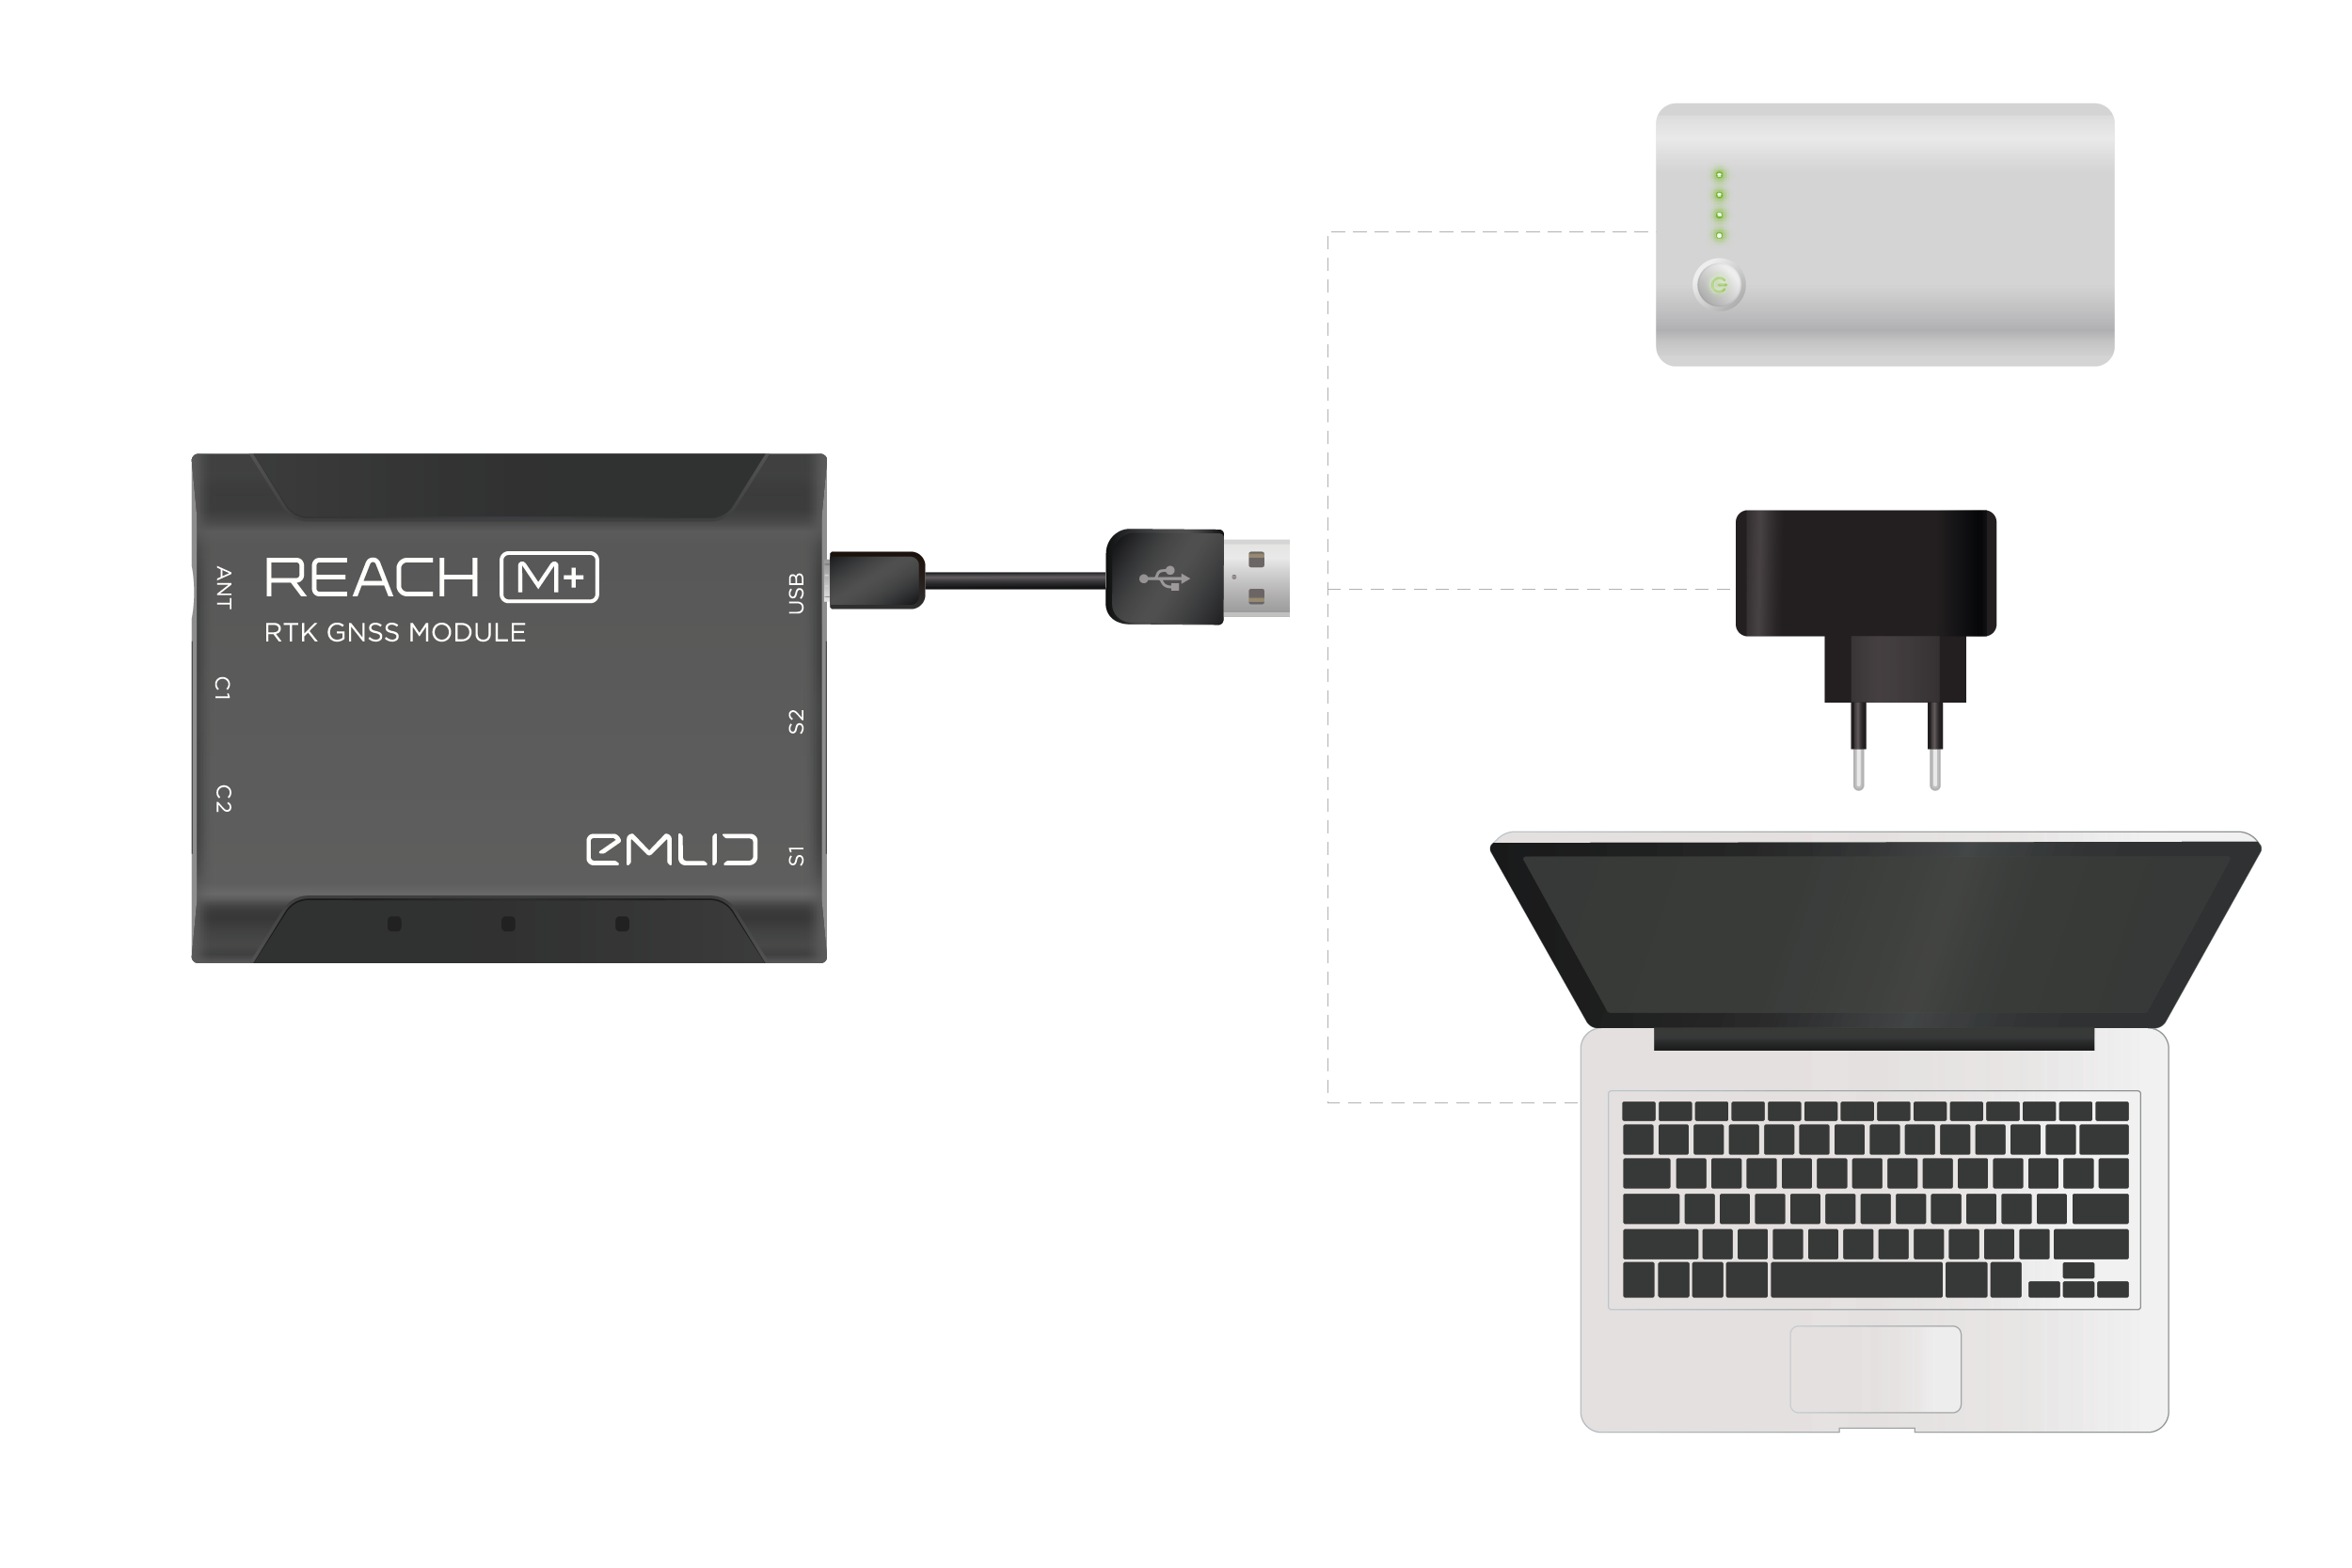 REACH M+
RTK GNSS MODULE
ANT
C1
C2
USB
S2
S1
EMLID